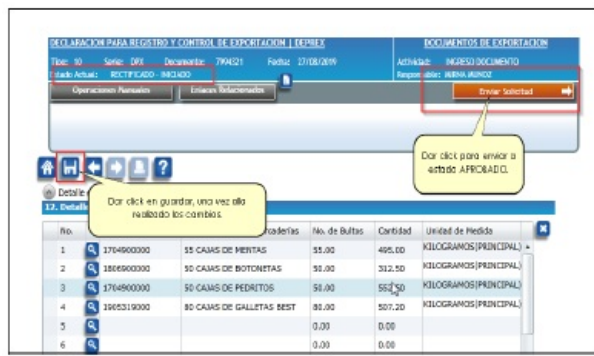 DECLARACION PARA REGISTRO Y CONTROL DE EXPORTACION | DEPREX
DOCUMENTOS DE EXPORTACION
Tipo: 10 Serie: DPX Documento: 7994321 Fecha: 27/08/2019
Actividad: INGRESO DOCUMENTO
Estado Actual: RECTIFICADO - INICIADO
Responsable: MIRNA MUNOZ
Operaciones Manuales
Enlaces Relacionados
Enviar Solicitud
Dar click para enviar a
estado APROBADO.
Dar click en guardar, una vez alla
realizado los cambios.
Detalle
12. Detalle
No.
No. de Bultos
Cantidad
Unidad de Medida
1 1704900000 55 CAJAS DE MENTAS 55.00 495.00 KILOGRAMOS(PRINCIPAL)
2 1806900000 50 CAJAS DE BOTONETAS 50.00 312.50 KILOGRAMOS(PRINCIPAL)
3 1704900000 50 CAJAS DE PEDRITOS 50.00 552.50 KILOGRAMOS(PRINCIPAL)
4 1905319000 80 CAJAS DE GALLETAS BEST 80.00 507.20 KILOGRAMOS(PRINCIPAL)
5 0.00 0.00
6 0.00 0.00